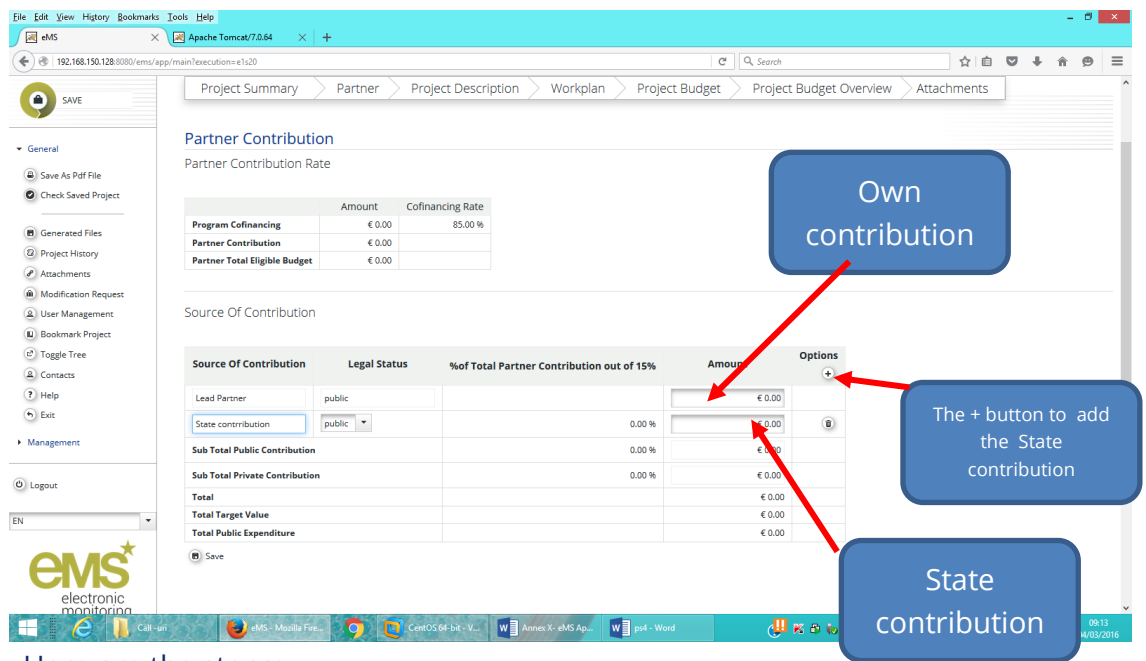 File Edit View History Bookmarks Tools Help
eMS
Apache Tomcat/7.0.64
192.168.150.128:8080/ems/app/main?execution=e1s20
Search
SAVE
Project Summary Partner Project Description Workplan Project Budget Project Budget Overview Attachments
General
Save As Pdf File
Check Saved Project
Generated Files
Project History
Attachments
Modification Request
User Management
Bookmark Project
Toggle Tree
Contacts
Help
Exit
Management
Logout
EN
eMS
electronic
monitoring
Partner Contribution
Partner Contribution Rate
Amount Cofinancing Rate
Program Cofinancing € 0.00 85.00 %
Partner Contribution € 0.00
Partner Total Eligible Budget € 0.00
Own
contribution
Source Of Contribution
Source Of Contribution Legal Status %of Total Partner Contribution out of 15% Amount Options
Lead Partner public € 0.00
State contrribution public 0.00 % € 0.00
Sub Total Public Contribution 0.00 % € 0.00
Sub Total Private Contribution 0.00 % € 0.00
Total € 0.00
Total Target Value € 0.00
Total Public Expenditure € 0.00
Save
The + button to add
the State
contribution
State
contribution
Call -uri
eMS - Mozilla Fire...
CentOS 64-bit - V...
Annex X- eMS Ap...
ps4 - Word
09:13